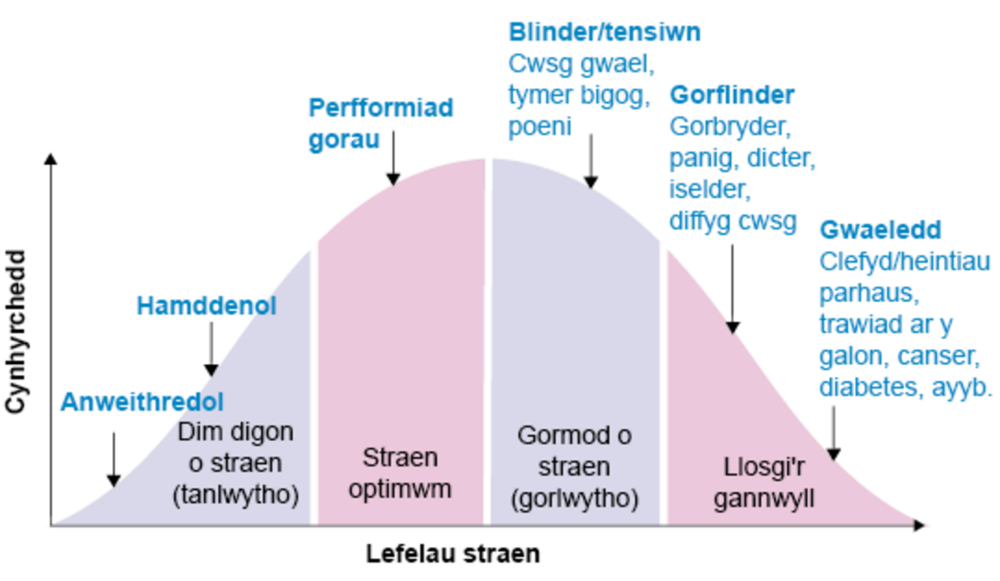 Blinder/tensiwn
Cwsg gwael,
tymer bigog,
poeni
Perfformiad
gorau
Gorflinder
Gorbryder,
panig, dicter,
iselder,
diffyg cwsg
Gwaeledd
Clefyd/heintiau
parhaus,
trawiad ar y
galon, canser,
diabetes, ayyb.
Hamddenol
Anweithredol
Cynhyrchedd
Dim digon
o straen
(tanlwytho)
Straen
optimwm
Gormod o
straen
(gorlwytho)
Llosgi'r
gannwyll
Lefelau straen